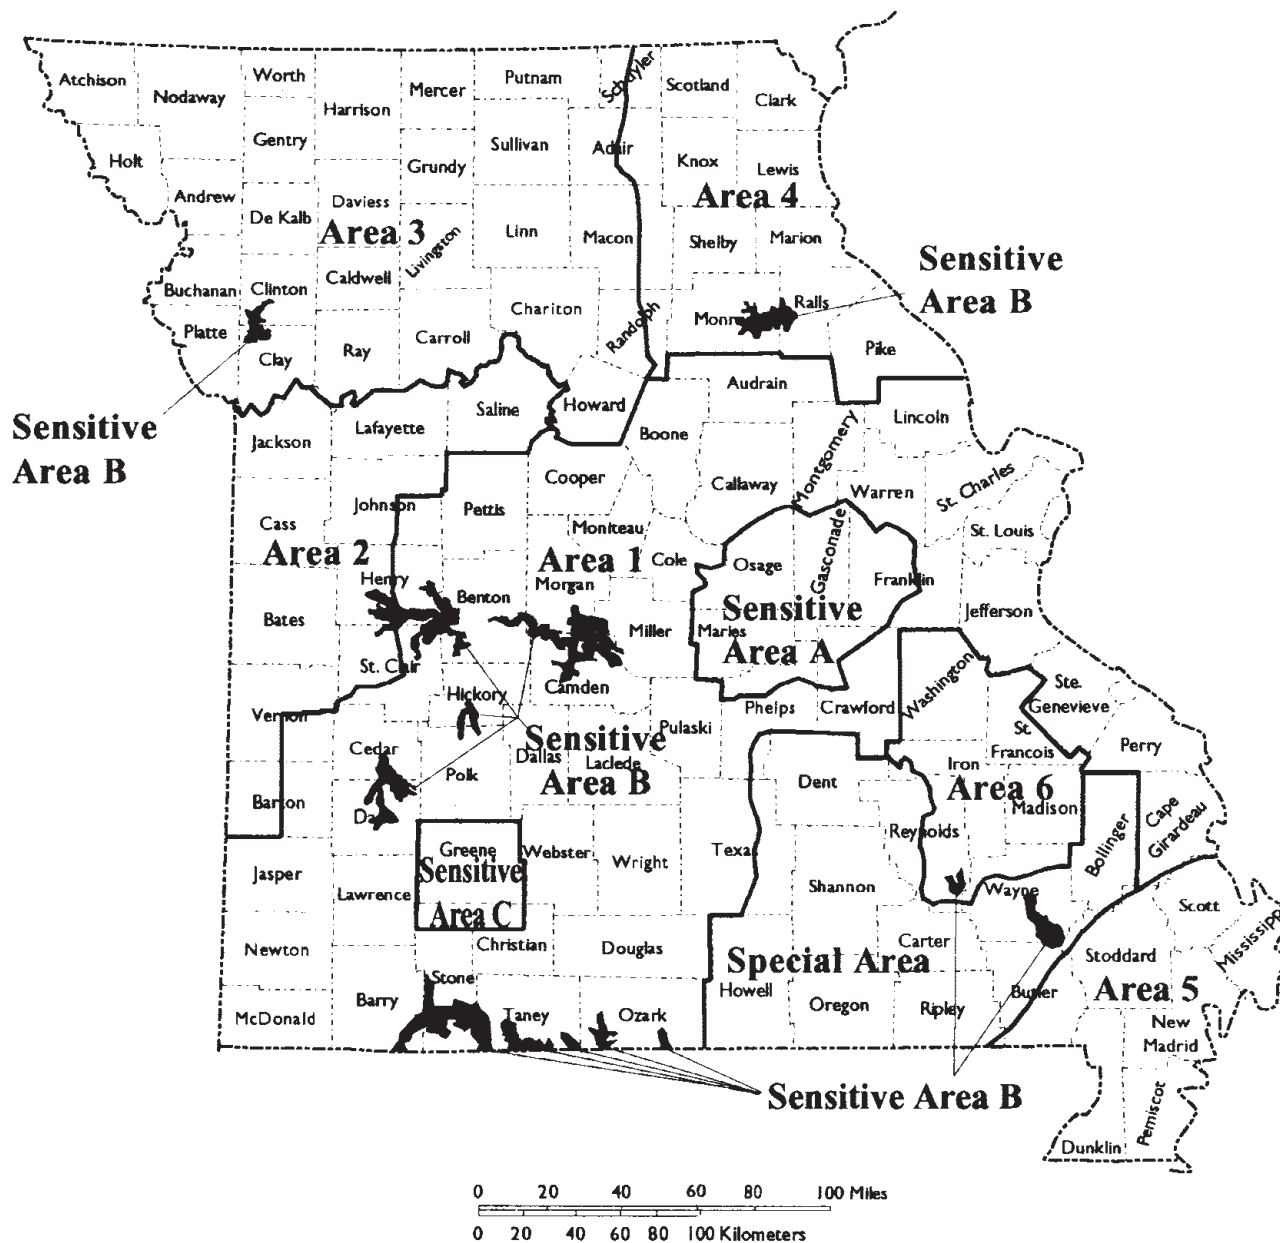 Atchison
Nodaway
Worth
Harrison
Mercer
Putnam
Schuyler
Scotland
Clark
Holt
Gentry
Sullivan
Adair
Knox
Lewis
Grundy
Andrew
De Kalb
Daviess
Area 3
Livingston
Linn
Macon
Area 4
Shelby
Marion
Sensitive
Area B
Buchanan
Clinton
Caldwell
Chariton
Randolph
Monr
Ralls
Platte
Clay
Ray
Carroll
Pike
Sensitive
Area B
Audrain
Saline
Howard
Boone
Lincoln
Jackson
Lafayette
Montgomery
Cooper
Callaway
Warren
St. Charles
Johnson
Pettis
Cass
Area 2
Moniteau
Area 1
Cole
Osage
Gasconade
St. Louis
Henry
Benton
Morgan
Franklin
Sensitive
Area A
Bates
Miller
Maries
Jefferson
St. Clair
Hickory
Camden
Washington
Ste.
Genevieve
Vernon
Cedar
Sensitive
Area B
Dallas
Laclede
Pulaski
Phelps
Crawford
St.
Francois
Perry
Polk
Barton
Da
Dent
Iron
Area 6
Madison
Reynolds
Bollinger
Cape
Girardeau
Jasper
Lawrence
Greene
Sensitive
Area C
Webster
Wright
Texa
Shannon
Wayne
Scott
Mississipp
Newton
Christian
Douglas
Special Area
Carter
Stoddard
Area 5
McDonald
Barry
Stone
Taney
Ozark
Howell
Oregon
Ripley
Butler
New
Madrid
Sensitive Area B
Pemiscot
Dunklin
0 20 40 60 80 100 Miles
0 20 40 60 80 100 Kilometers